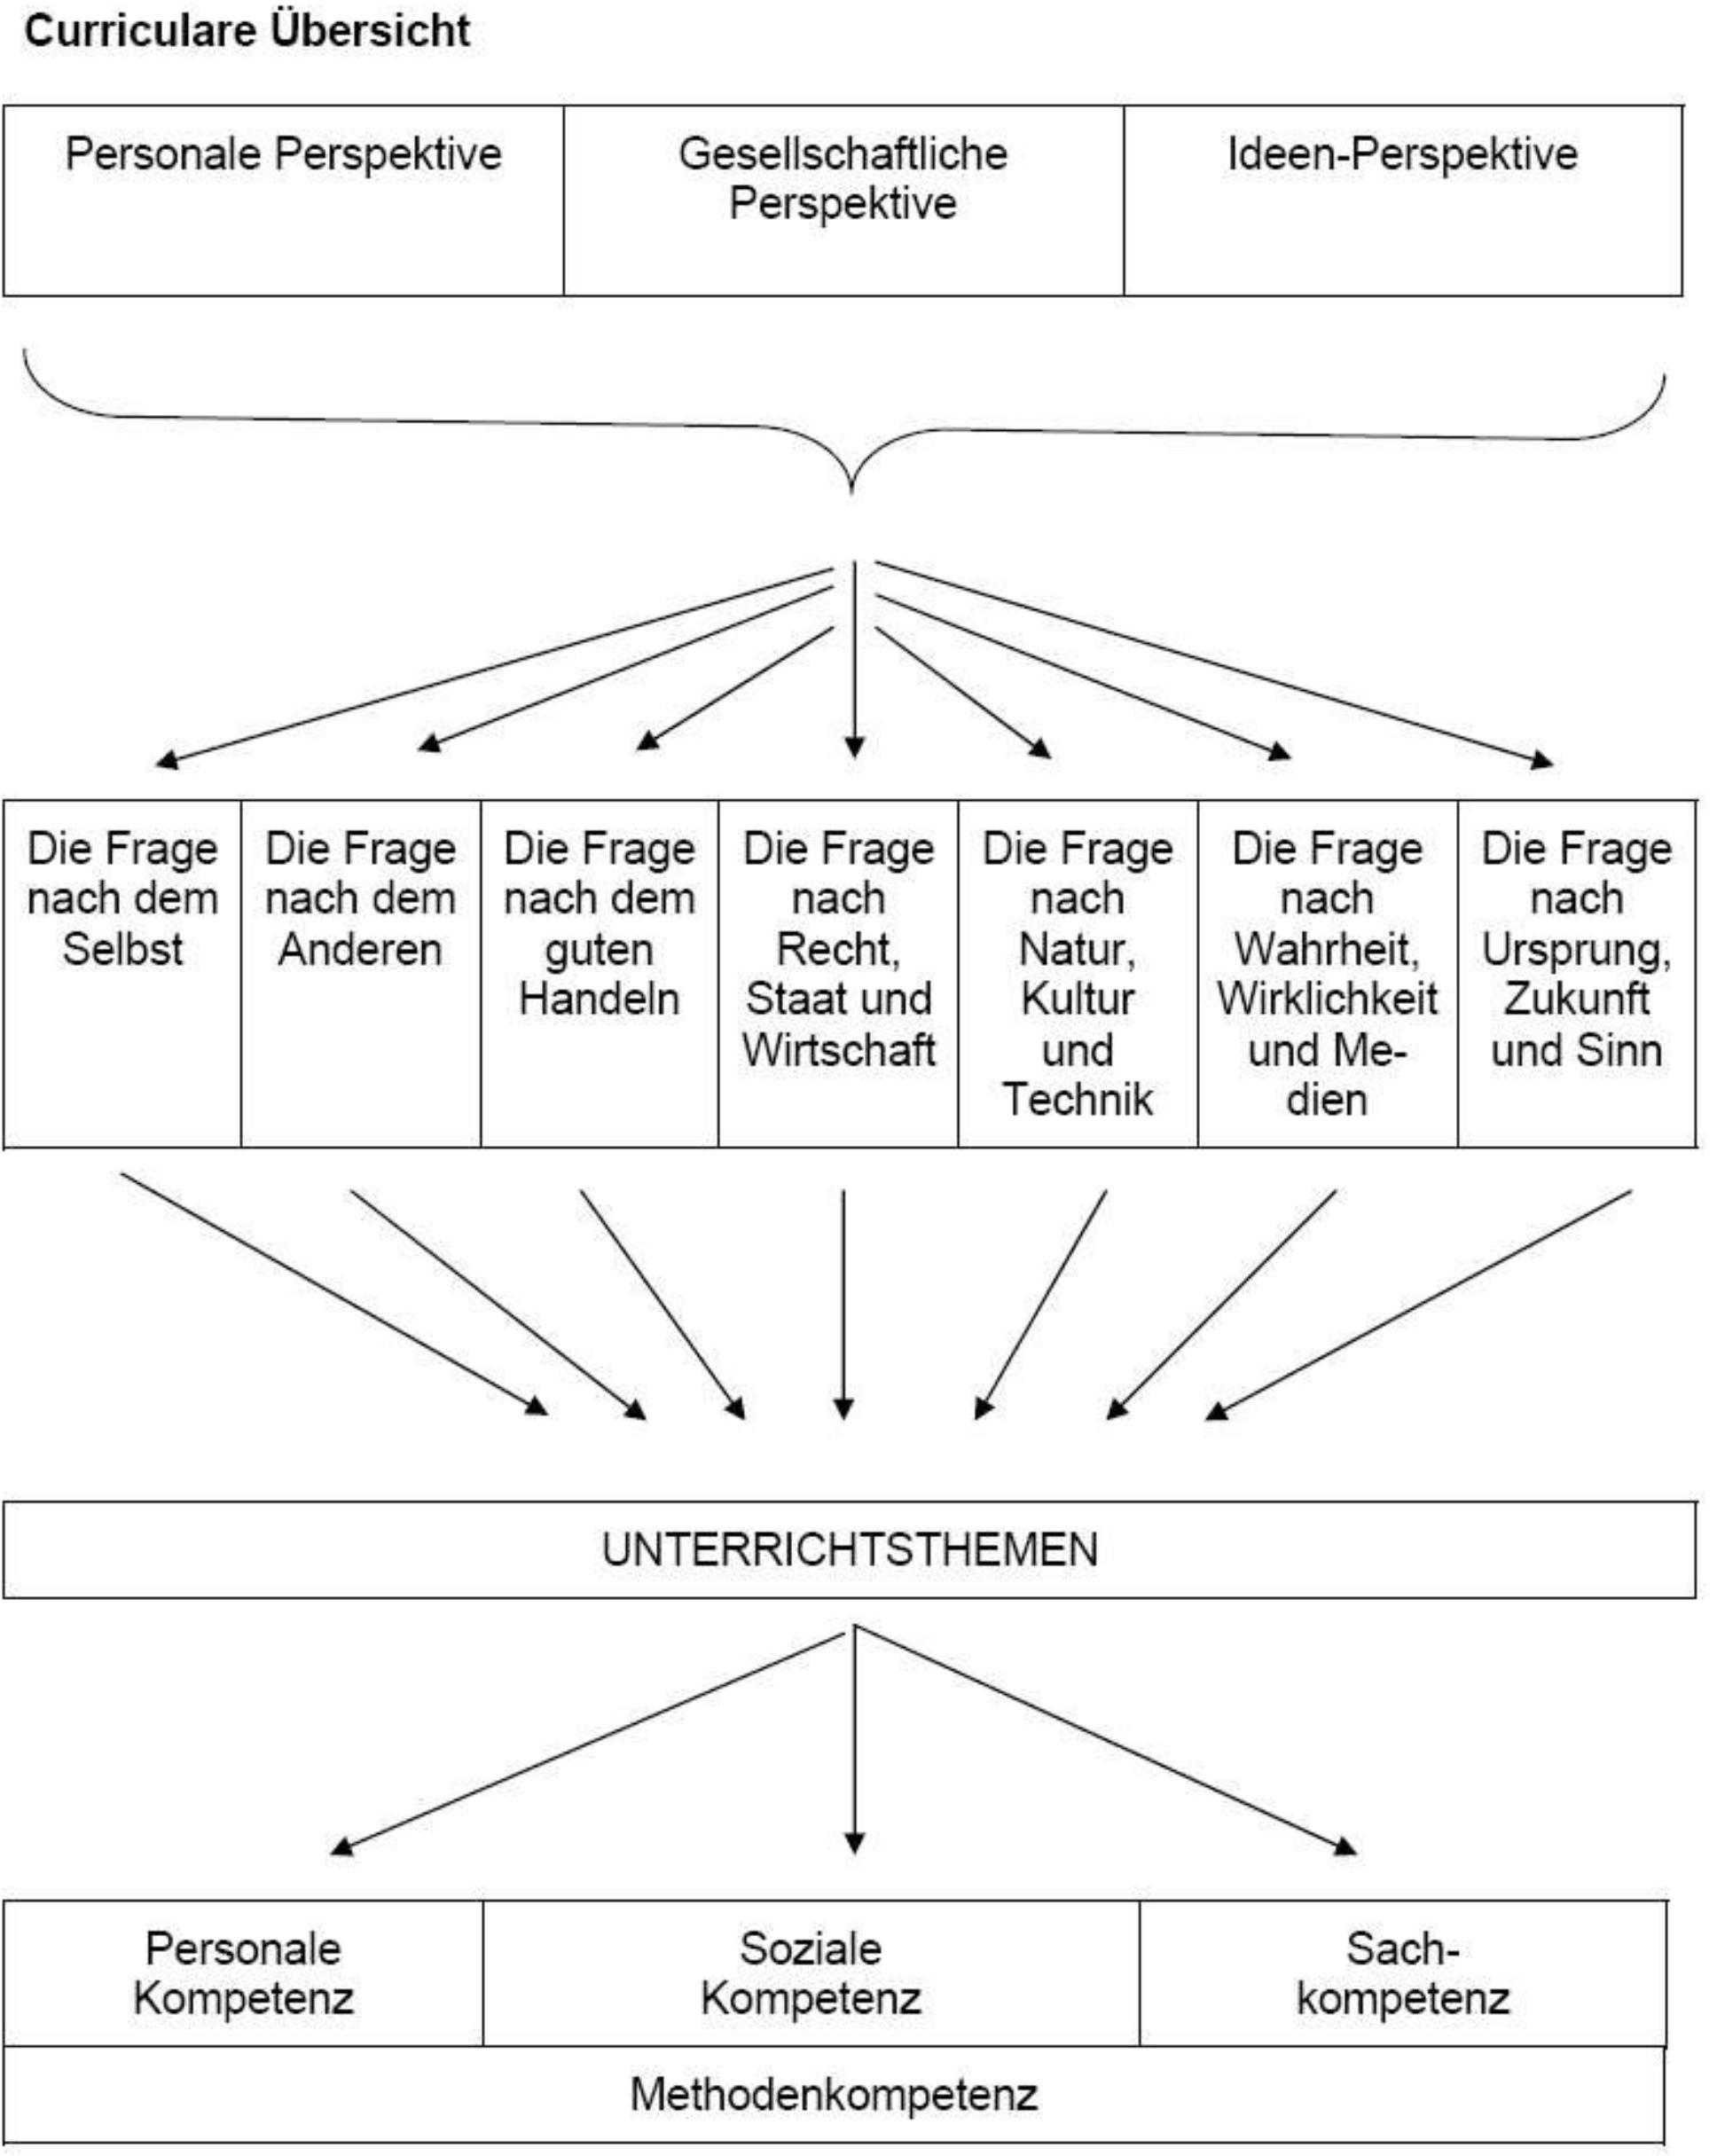 Curriculare Übersicht
Personale Perspektive
Gesellschaftliche
Perspektive
Ideen-Perspektive
Die Frage
nach dem
Selbst
Die Frage
nach dem
Anderen
Die Frage
nach dem
guten
Handeln
Die Frage
nach
Recht,
Staat und
Wirtschaft
Die Frage
nach
Natur,
Kultur
und
Technik
Die Frage
nach
Wahrheit,
Wirklichkeit
und Me-
dien
Die Frage
nach
Ursprung,
Zukunft
und Sinn
UNTERRICHTSTHEMEN
Personale
Kompetenz
Soziale
Kompetenz
Sach-
kompetenz
Methodenkompetenz